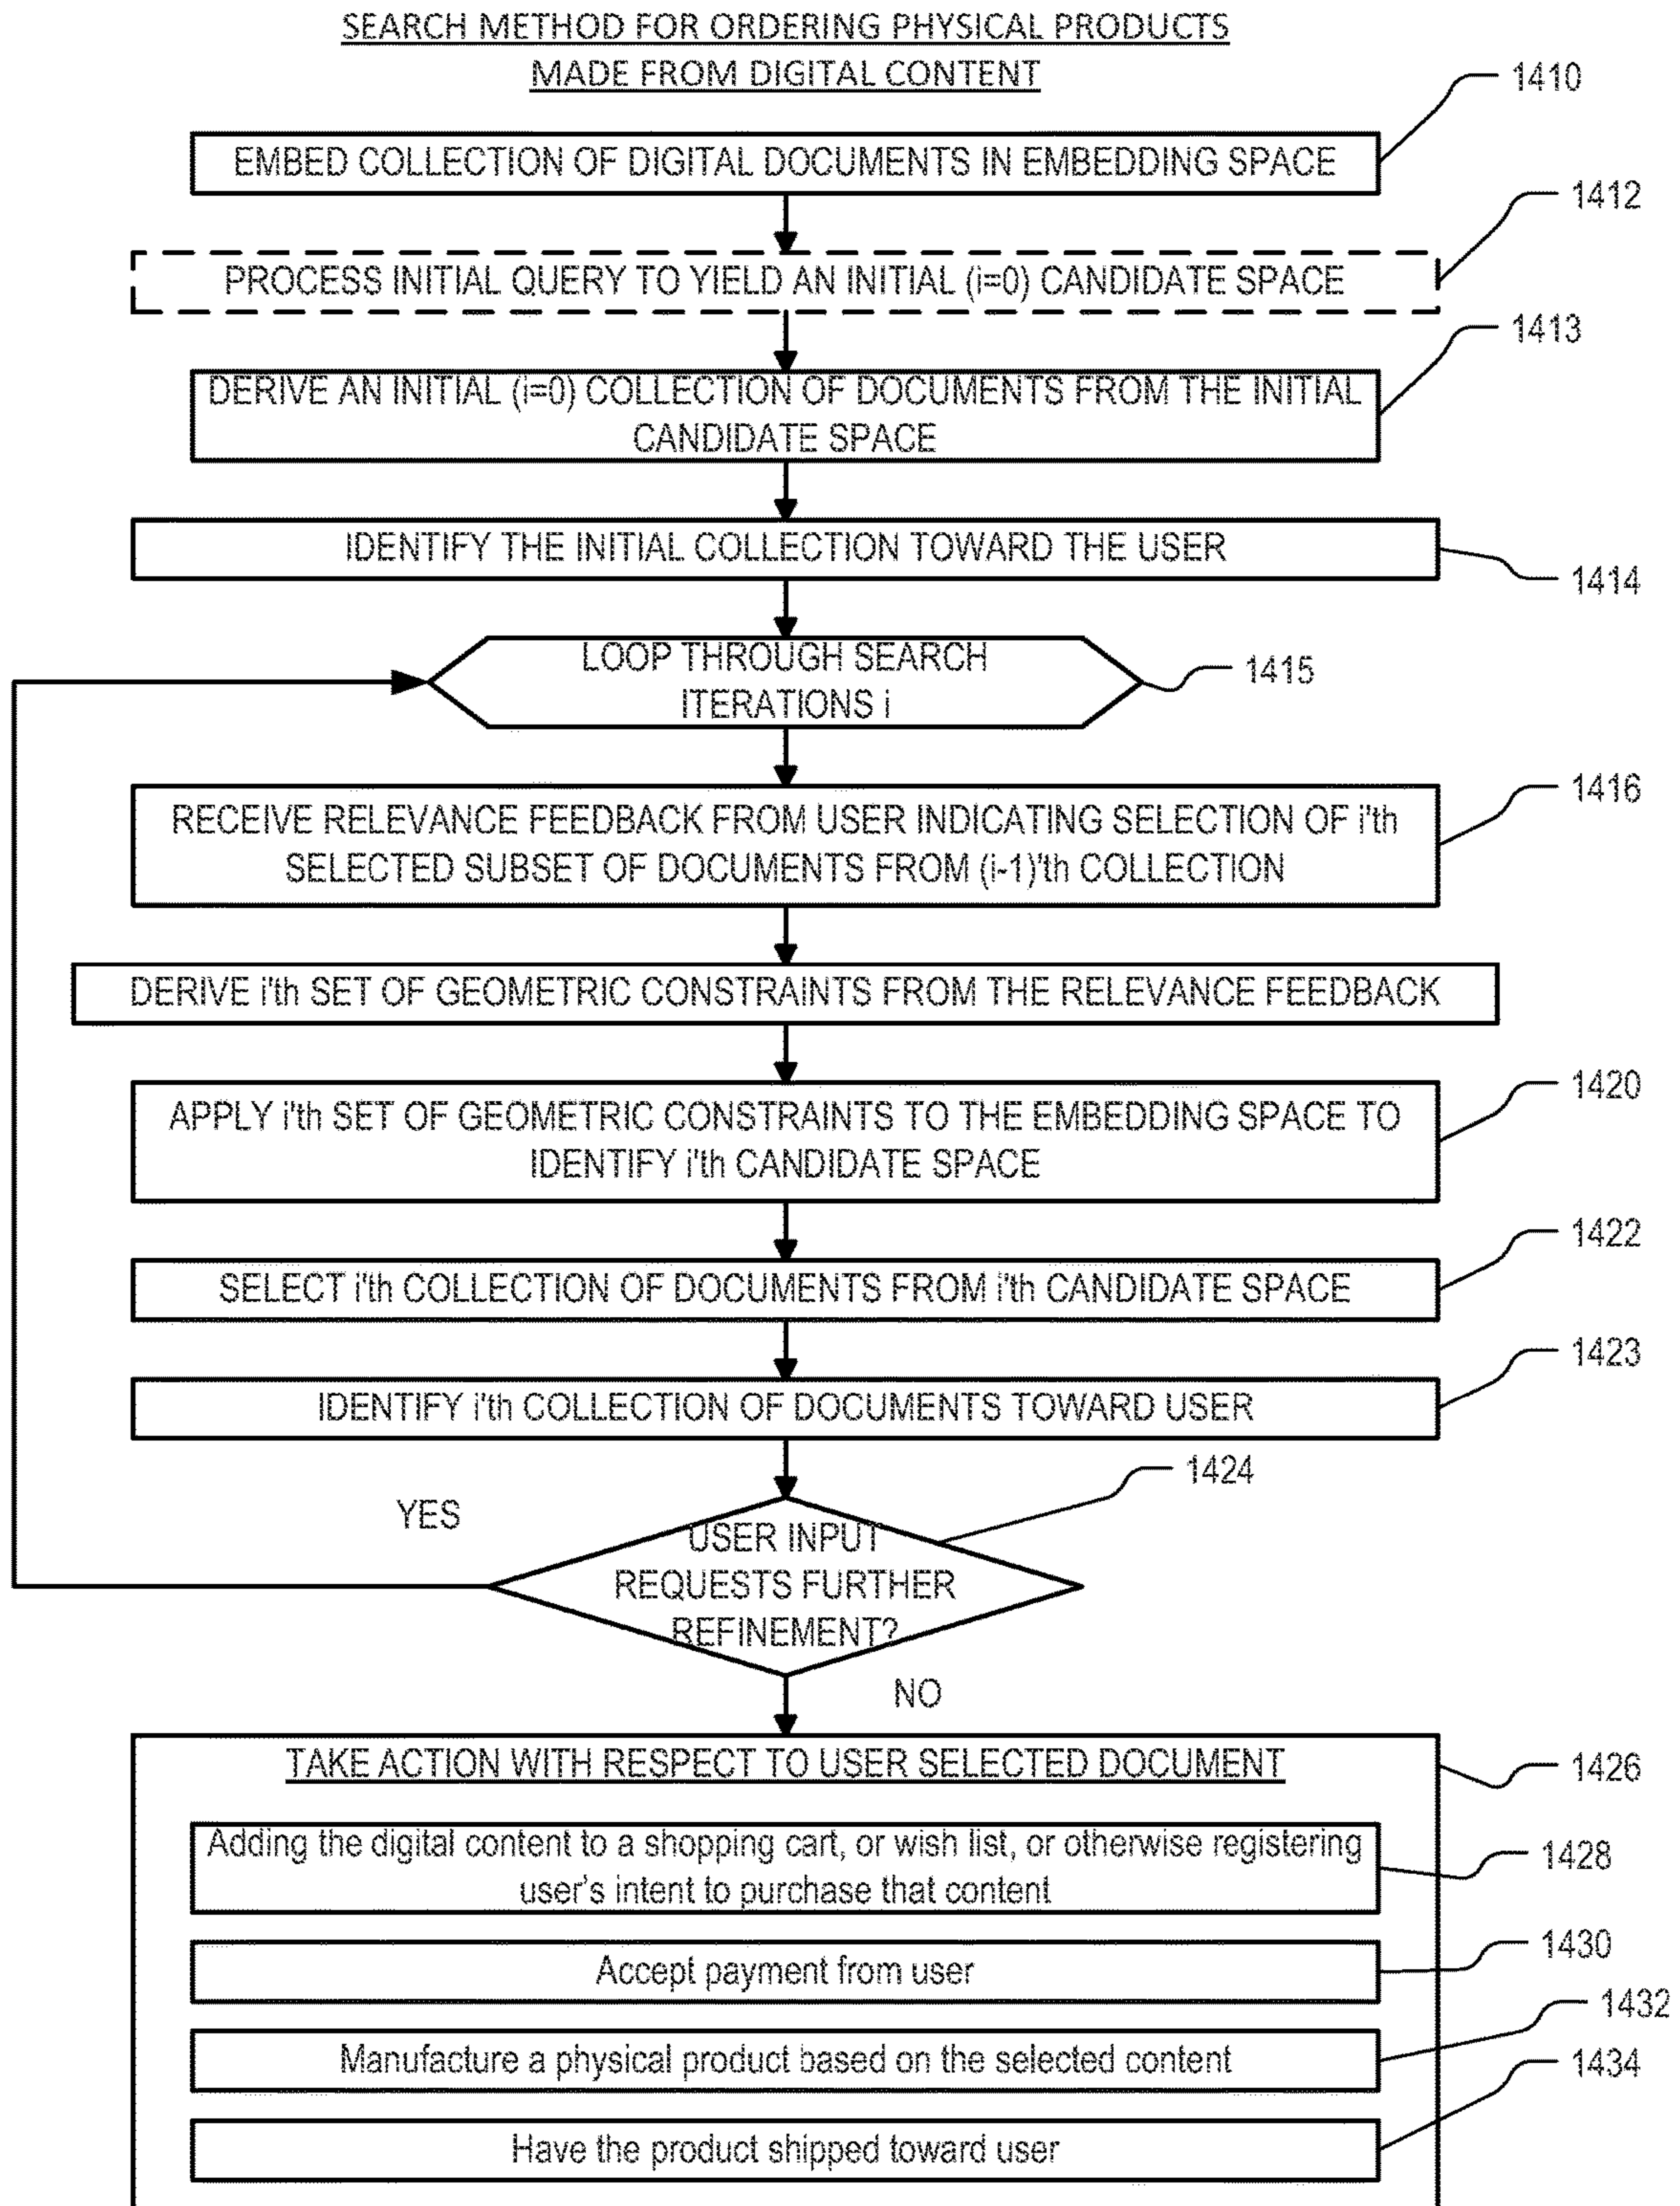 SEARCH METHOD FOR ORDERING PHYSICAL PRODUCTS
MADE FROM DIGITAL CONTENT
1410
EMBED COLLECTION OF DIGITAL DOCUMENTS IN EMBEDDING SPACE
1412
PROCESS INITIAL QUERY TO YIELD AN INITIAL (i=0) CANDIDATE SPACE
1413
DERIVE AN INITIAL (i=0) COLLECTION OF DOCUMENTS FROM THE INITIAL
CANDIDATE SPACE
IDENTIFY THE INITIAL COLLECTION TOWARD THE USER
1414
LOOP THROUGH SEARCH
ITERATIONS i
1415
1416
RECEIVE RELEVANCE FEEDBACK FROM USER INDICATING SELECTION OF i'th
SELECTED SUBSET OF DOCUMENTS FROM (i-1)'th COLLECTION
DERIVE i'th SET OF GEOMETRIC CONSTRAINTS FROM THE RELEVANCE FEEDBACK
1420
APPLY i'th SET OF GEOMETRIC CONSTRAINTS TO THE EMBEDDING SPACE TO
IDENTIFY i'th CANDIDATE SPACE
1422
SELECT i'th COLLECTION OF DOCUMENTS FROM i'th CANDIDATE SPACE
1423
IDENTIFY i'th COLLECTION OF DOCUMENTS TOWARD USER
1424
YES
USER INPUT
REQUESTS FURTHER
REFINEMENT?
NO
TAKE ACTION WITH RESPECT TO USER SELECTED DOCUMENT
1426
Adding the digital content to a shopping cart, or wish list, or otherwise registering
user's intent to purchase that content
1428
1430
Accept payment from user
1432
Manufacture a physical product based on the selected content
1434
Have the product shipped toward user